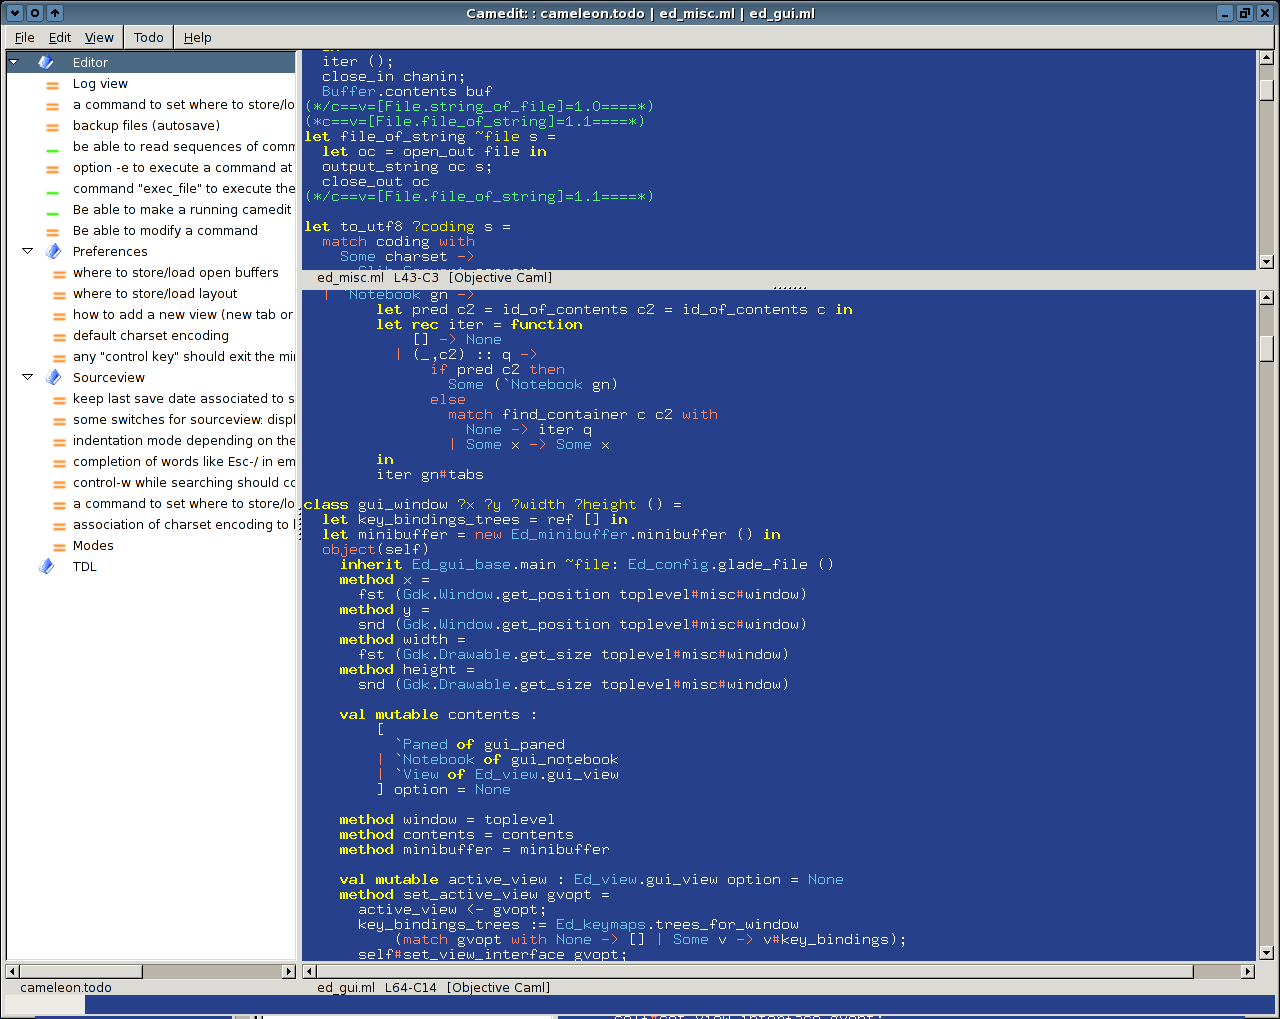 Camedit: : cameleon.todo | ed_misc.ml | ed_gui.ml
File Edit View Todo Help
Editor
Log view
a command to set where to store/lo
backup files (autosave)
be able to read sequences of comm
option -e to execute a command at
command "exec_file" to execute the
Be able to make a running camedit
Be able to modify a command
Preferences
where to store/load open buffers
where to store/load layout
how to add a new view (new tab or
default charset encoding
any "control key" should exit the mi
Sourceview
keep last save date associated to s
some switches for sourceview: displ
indentation mode depending on the
completion of words like Esc-/ in em
control-w while searching should co
a command to set where to store/lo
association of charset encoding to
Modes
TDL
cameleon.todo
in
iter ();
close_in chanin;
Buffer.contents buf
(*/c==v=[File.string_of_file]=1.0====*)
(*c==v=[File.file_of_string]=1.1====*)
let file_of_string ~file s =
let oc = open_out file in
output_string oc s;
close_out oc
(*/c==v=[File.file_of_string]=1.1====*)
let to_utf8 ?coding s =
match coding with
Some charset ->
ed_misc.ml L43-C3 [Objective Caml]
| `Notebook gn ->
let pred c2 = id_of_contents c2 = id_of_contents c in
let rec iter = function
[] -> None
| (_,c2) :: q ->
if pred c2 then
Some (`Notebook gn)
else
match find_container c c2 with
None -> iter q
| Some x -> Some x
in
iter gn#tabs
class gui_window ?x ?y ?width ?height () =
let key_bindings_trees = ref [] in
let minibuffer = new Ed_minibuffer.minibuffer () in
object(self)
inherit Ed_gui_base.main ~file: Ed_config.glade_file ()
method x =
fst (Gdk.Window.get_position toplevel#misc#window)
method y =
snd (Gdk.Window.get_position toplevel#misc#window)
method width =
fst (Gdk.Drawable.get_size toplevel#misc#window)
method height =
snd (Gdk.Drawable.get_size toplevel#misc#window)
val mutable contents :
[
`Paned of gui_paned
| `Notebook of gui_notebook
| `View of Ed_view.gui_view
] option = None
method window = toplevel
method contents = contents
method minibuffer = minibuffer
val mutable active_view : Ed_view.gui_view option = None
method set_active_view gvopt =
active_view <- gvopt;
key_bindings_trees := Ed_keymaps.trees_for_window
(match gvopt with None -> [] | Some v -> v#key_bindings);
self#set_view_interface gvopt;
ed_gui.ml L64-C14 [Objective Caml]